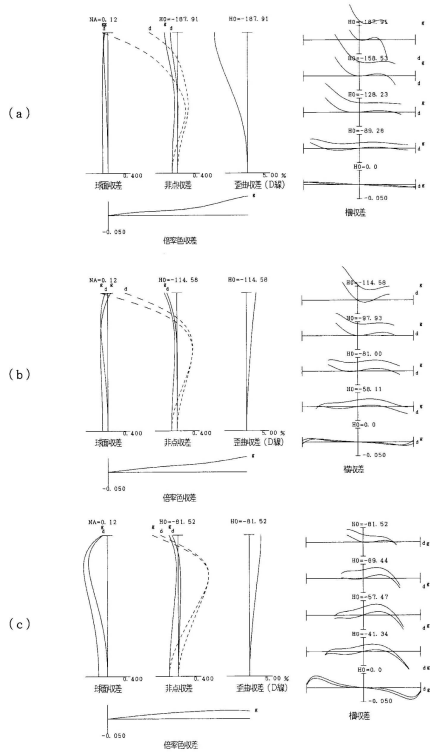 (a)
NA=0.12
H0=-187.91
H0=-187.91
g
d
g
d
0.400
0.400
5.00 %
球面収差
非点収差
歪曲収差 (D線)
g
-0.050
倍率色収差
H0=-187.91
H0=-158.53
d g
H0=-128.23
g
d
H0=-89.28
g
d
H0=0.0
g
d
-0.050
横収差
(b)
NA=0.12
H0=-114.58
H0=-114.58
g
d
g
d
d
g
0.400
0.400
5.00 %
球面収差
非点収差
歪曲収差 (D線)
g
-0.050
倍率色収差
H0=-114.58
d g
H0=-97.93
g
d
H0=-81.00
g
d
H0=-58.11
g
d
H0=0.0
d g
-0.050
横収差
(c)
NA=0.12
H0=-81.52
H0=-81.52
g
d
g
d
g
d
0.400
0.400
5.00 %
球面収差
非点収差
歪曲収差 (D線)
g
-0.050
倍率色収差
H0=-81.52
d g
H0=-69.44
d g
H0=-57.47
d g
H0=-41.34
d g
H0=0.0
d g
-0.050
横収差